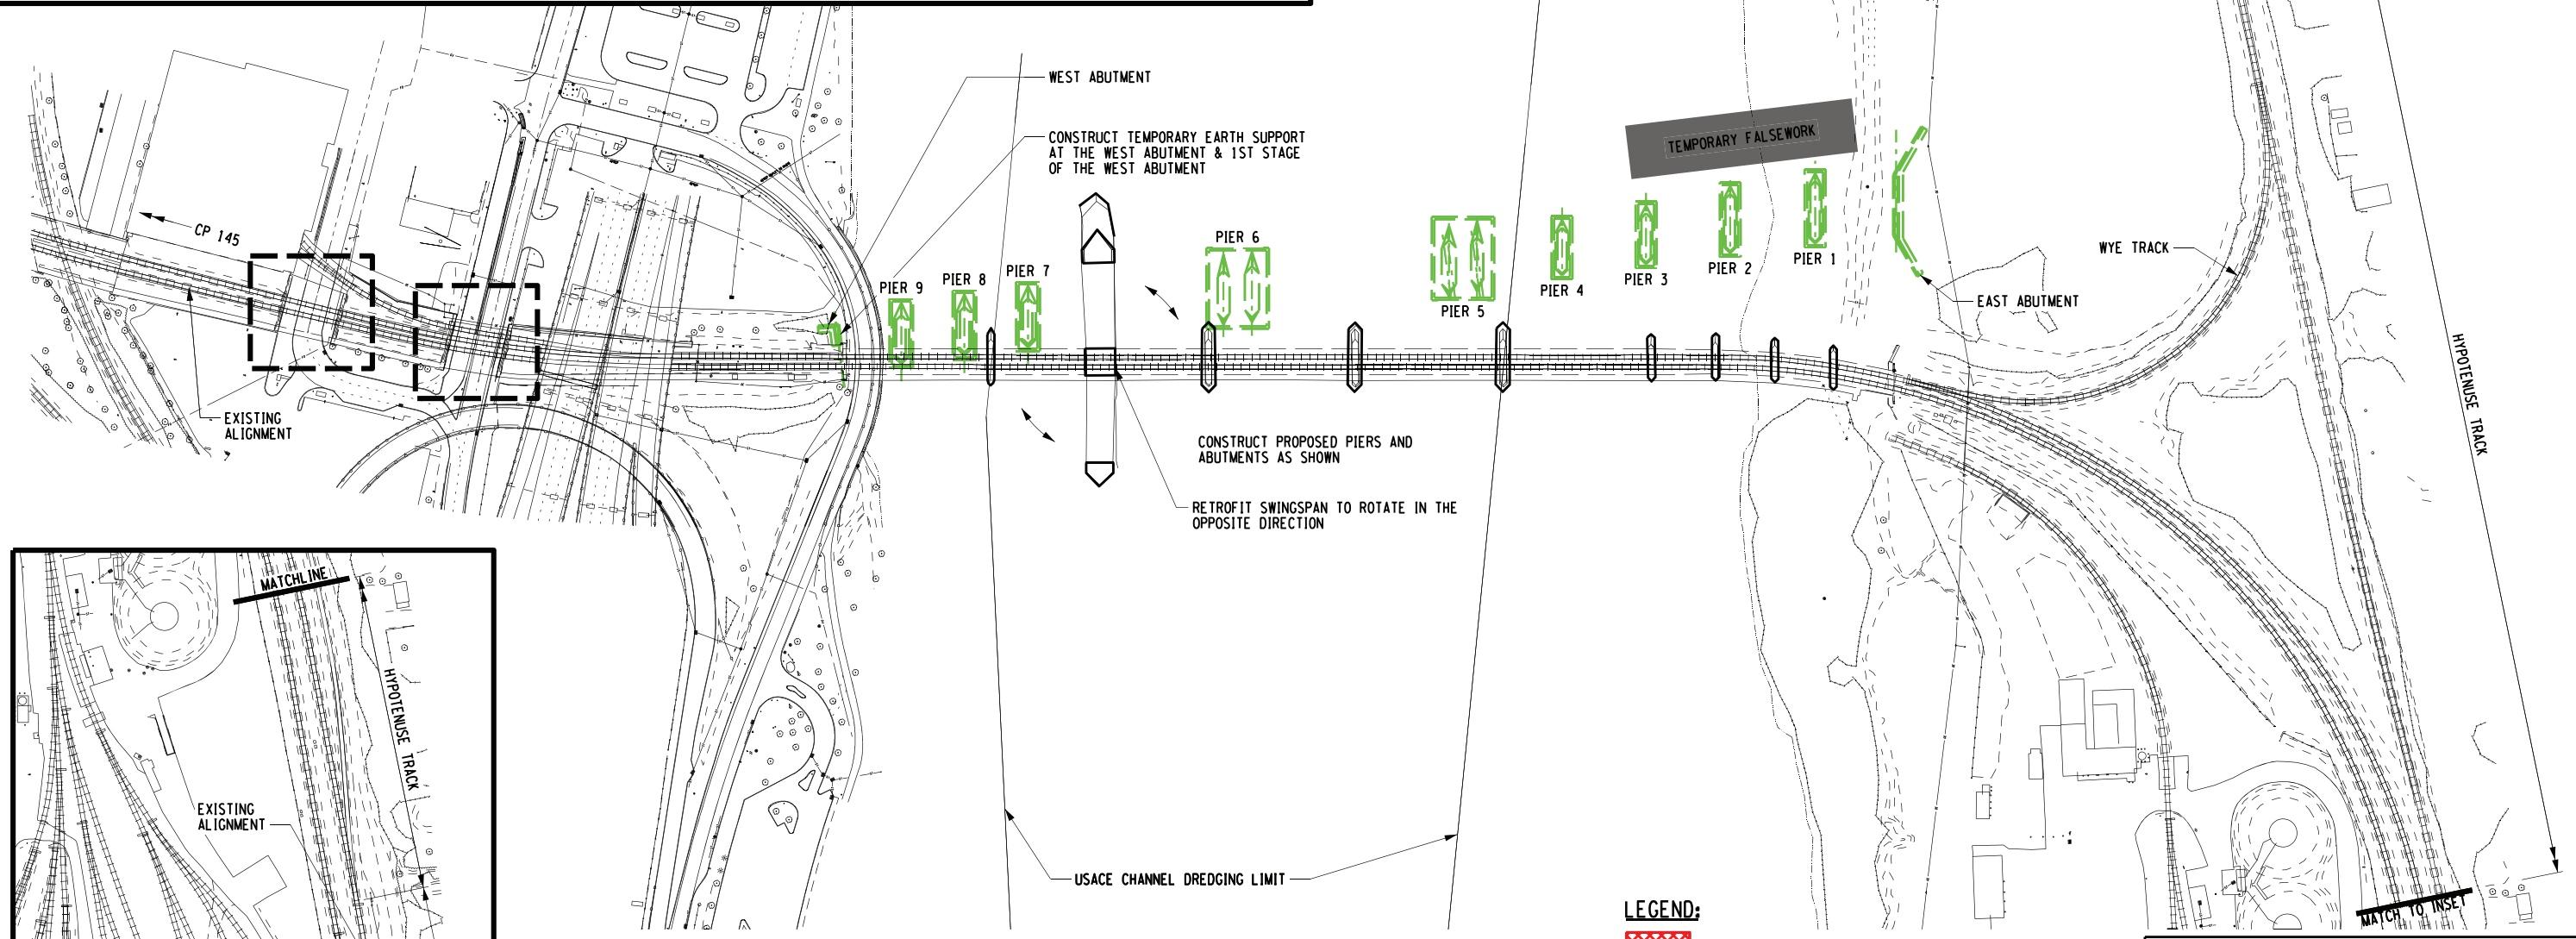 WEST ABUTMENT
CONSTRUCT TEMPORARY EARTH SUPPORT
AT THE WEST ABUTMENT & 1ST STAGE
OF THE WEST ABUTMENT
TEMPORARY FALSEWORK
CP 145
PIER 9
PIER 8
PIER 7
PIER 6
PIER 5
PIER 4
PIER 3
PIER 2
PIER 1
WYE TRACK
EAST ABUTMENT
HYPOTENUSE TRACK
EXISTING
ALIGNMENT
CONSTRUCT PROPOSED PIERS AND
ABUTMENTS AS SHOWN
RETROFIT SWINGSPAN TO ROTATE IN THE
OPPOSITE DIRECTION
MATCHLINE
HYPOTENUSE TRACK
EXISTING
ALIGNMENT
USACE CHANNEL DREDGING LIMIT
LEGEND:
MATCH TO INSET